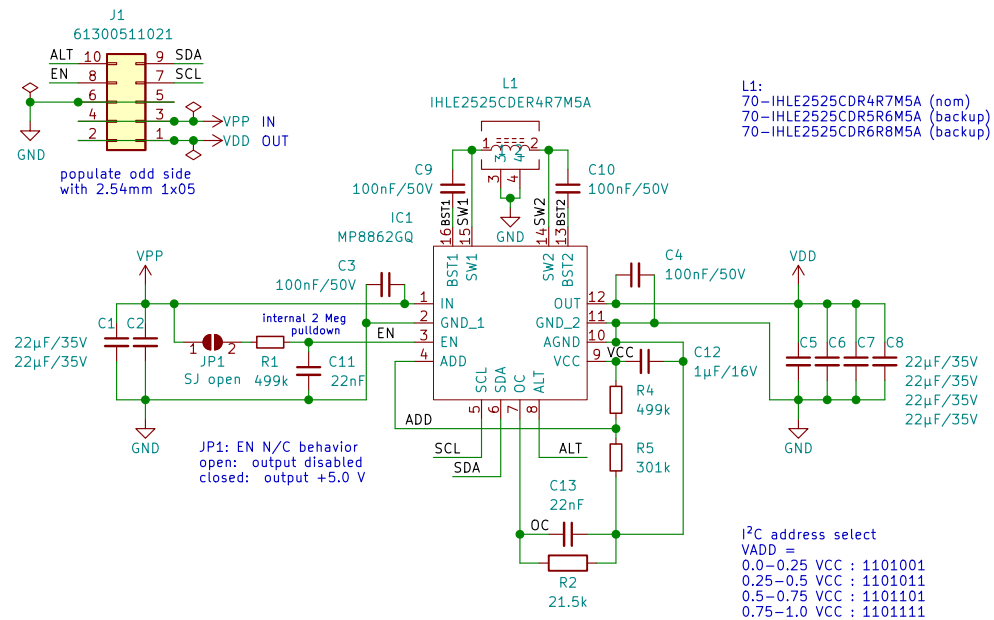 J1
61300511021
ALT 10 9 SDA
EN 8 7 SCL
6 5
4 3 VPP IN
2 1 VDD OUT
GND
populate odd side
with 2.54mm 1x05
L1
IHLE2525CDER4R7M5A
1 2
3 4
3 4
GND
C9
100nF/50V
C10
100nF/50V
BST1 SW1 SW2 BST2
16 15 14 13
IC1
MP8862GQ
BST1 SW1 SW2 BST2
L1:
70-IHLE2525CDR4R7M5A (nom)
70-IHLE2525CDR5R6M5A (backup)
70-IHLE2525CDR6R8M5A (backup)
VPP
C3
100nF/50V
C4
100nF/50V
VDD
1 IN OUT 12
2 GND_1 GND_2 11
EN 3 EN AGND 10
4 ADD VCC 9 VCC
SCL SDA OC ALT
5 6 7 8
internal 2 Meg
pulldown
C1 C2
22µF/35V
22µF/35V
1 2
JP1
SJ open
R1
499k
C11
22nF
C12
1µF/16V
C5 C6 C7 C8
22µF/35V
22µF/35V
22µF/35V
22µF/35V
GND
GND
R4
499k
ADD
R5
301k
SCL
SDA
ALT
JP1: EN N/C behavior
open: output disabled
closed: output +5.0 V
C13
22nF
OC
R2
21.5k
I²C address select
VADD =
0.0-0.25 VCC : 1101001
0.25-0.5 VCC : 1101011
0.5-0.75 VCC : 1101101
0.75-1.0 VCC : 1101111